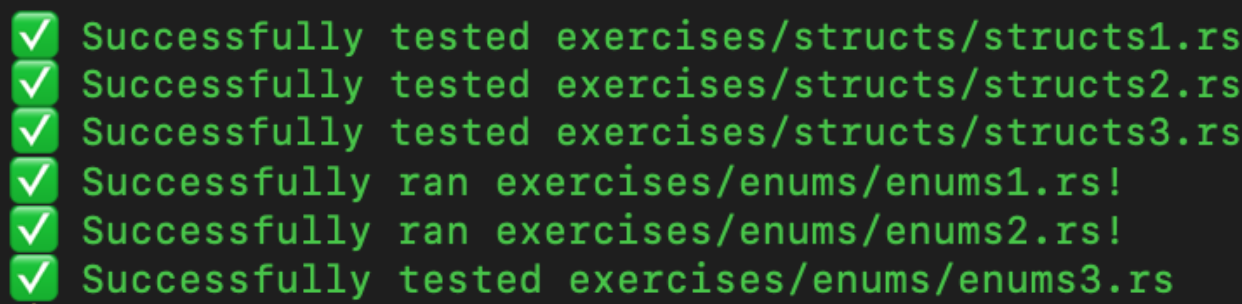 ✅ Successfully tested exercises/structs/structs1.rs
✅ Successfully tested exercises/structs/structs2.rs
✅ Successfully tested exercises/structs/structs3.rs
✅ Successfully ran exercises/enums/enums1.rs!
✅ Successfully ran exercises/enums/enums2.rs!
✅ Successfully tested exercises/enums/enums3.rs